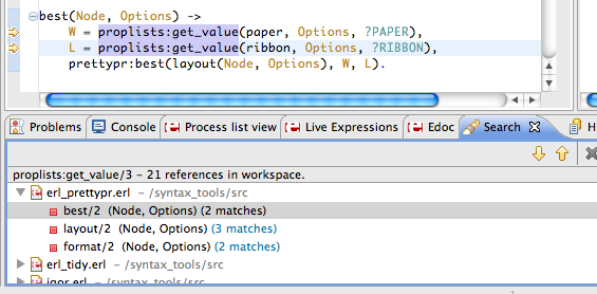 best(Node, Options) ->
W = proplists:get_value(paper, Options, ?PAPER),
L = proplists:get_value(ribbon, Options, ?RIBBON),
prettypr:best(layout(Node, Options), W, L).
Problems Console Process list view Live Expressions Edoc Search H
proplists:get_value/3 - 21 references in workspace.
erl_prettypr.erl - /syntax_tools/src
best/2 (Node, Options) (2 matches)
layout/2 (Node, Options) (3 matches)
format/2 (Node, Options) (2 matches)
erl_tidy.erl - /syntax_tools/src
igor.erl - /syntax_tools/src